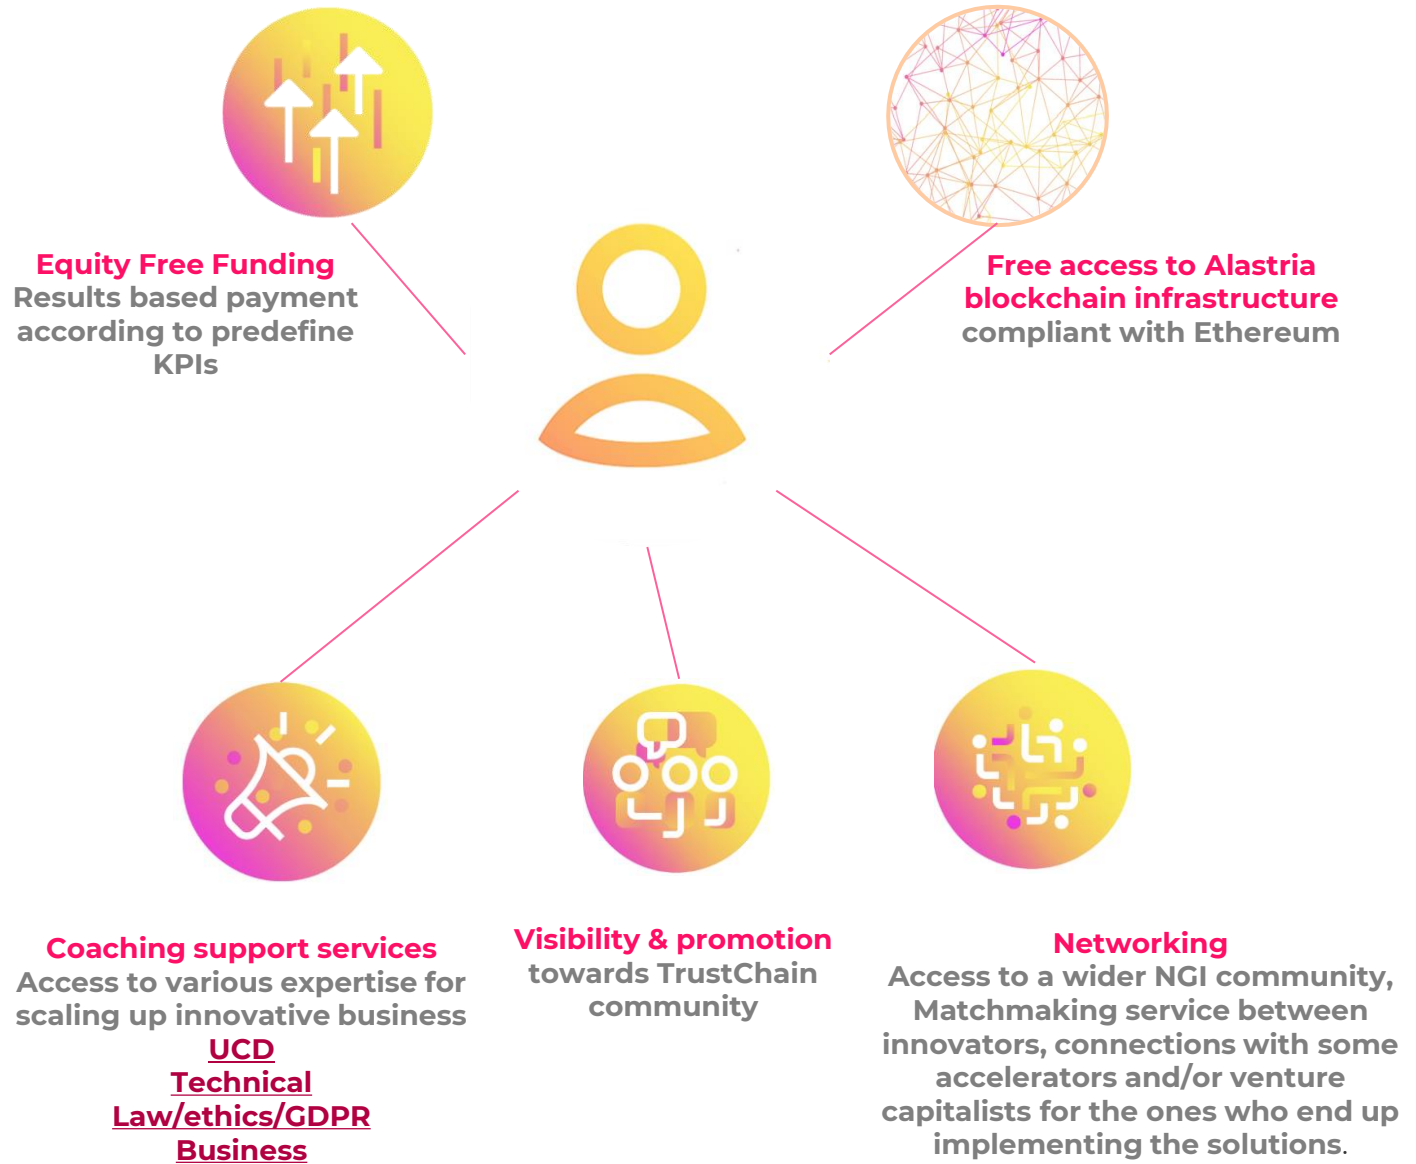 Equity Free Funding
Results based payment
according to predefine
KPIs
Free access to Alastria
blockchain infrastructure
compliant with Ethereum
Coaching support services
Access to various expertise for
scaling up innovative business
UCD
Technical
Law/ethics/GDPR
Business
Visibility & promotion
towards TrustChain
community
Networking
Access to a wider NGI community,
Matchmaking service between
innovators, connections with some
accelerators and/or venture
capitalists for the ones who end up
implementing the solutions.